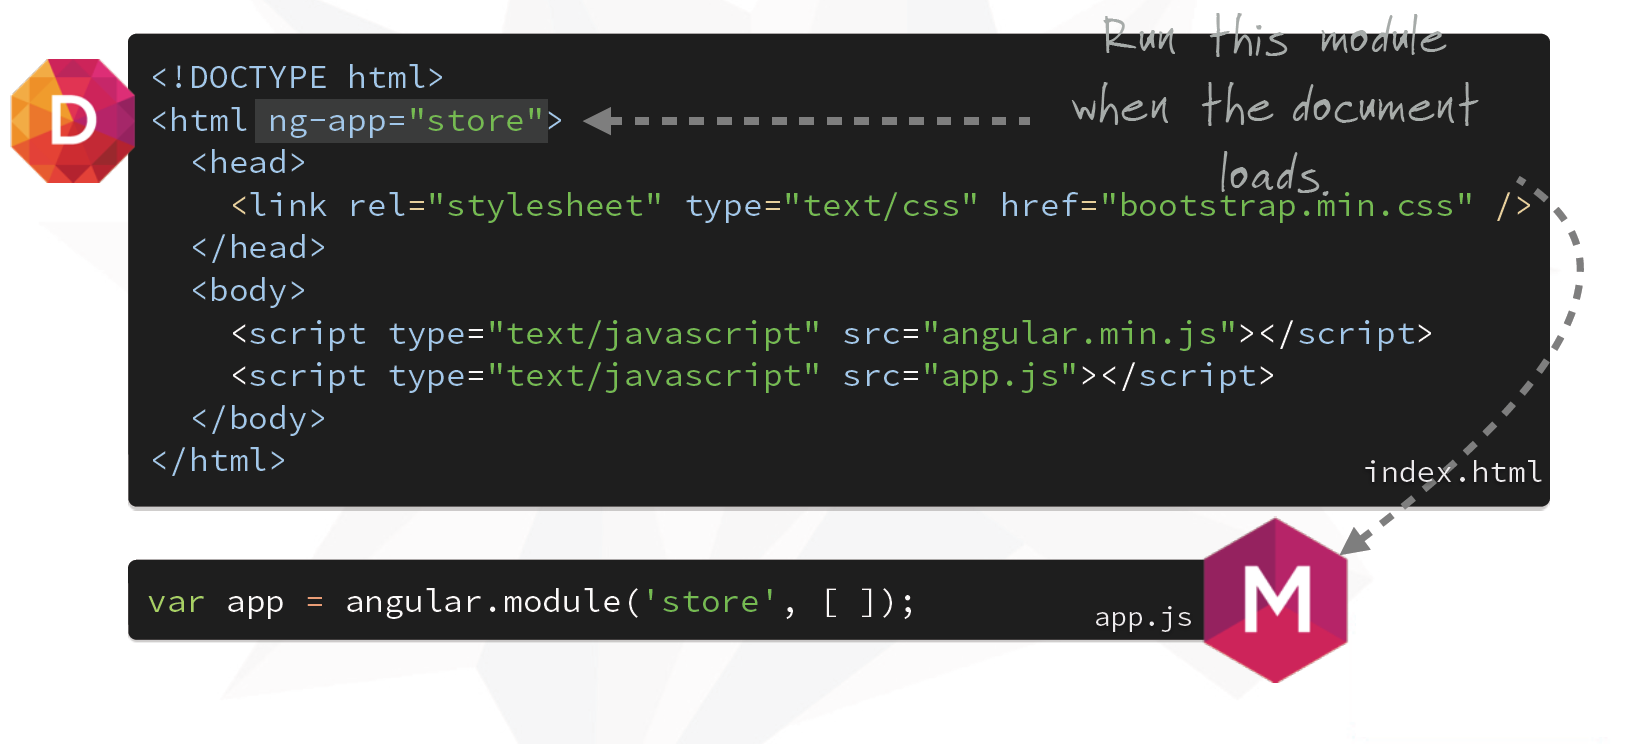 Run this module
when the document
loads.
D
<!DOCTYPE html>
<html ng-app="store">
  <head>
    <link rel="stylesheet" type="text/css" href="bootstrap.min.css" />
  </head>
  <body>
    <script type="text/javascript" src="angular.min.js"></script>
    <script type="text/javascript" src="app.js"></script>
  </body>
</html>
index.html
var app = angular.module('store', [ ]);
app.js
M